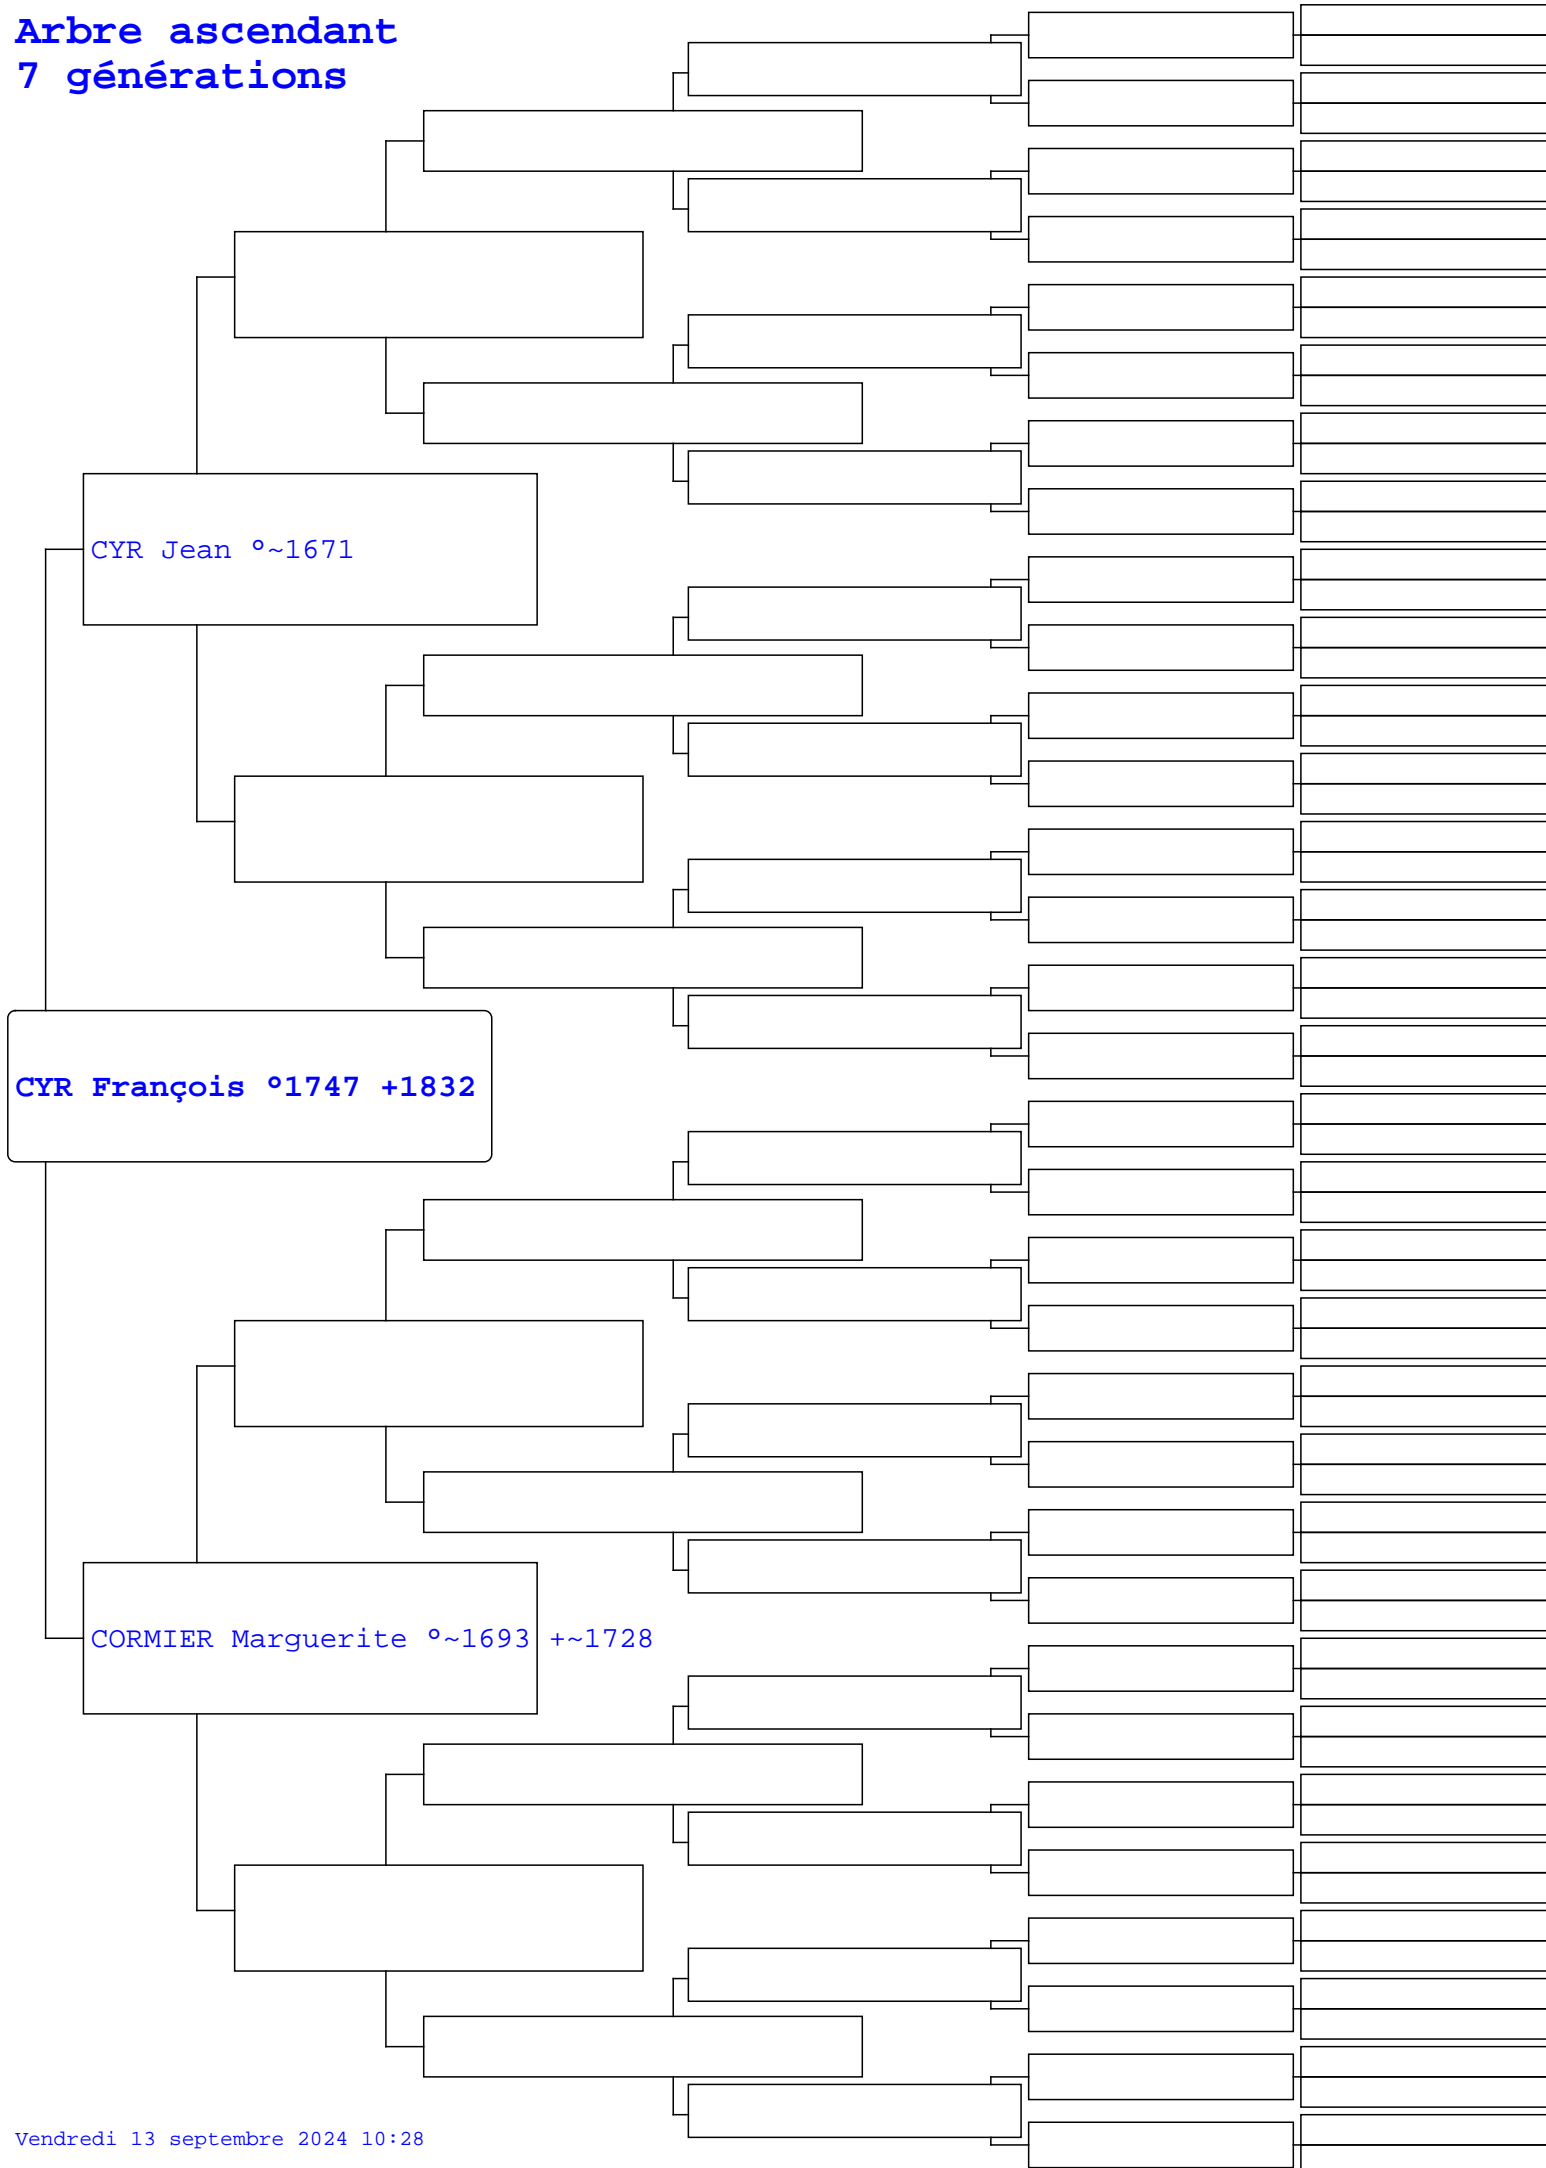 Arbre ascendant
7 générations
CYR Jean °~1671
CYR François °1747 +1832
CORMIER Marguerite °~1693 +~1728
Vendredi 13 septembre 2024 10:28